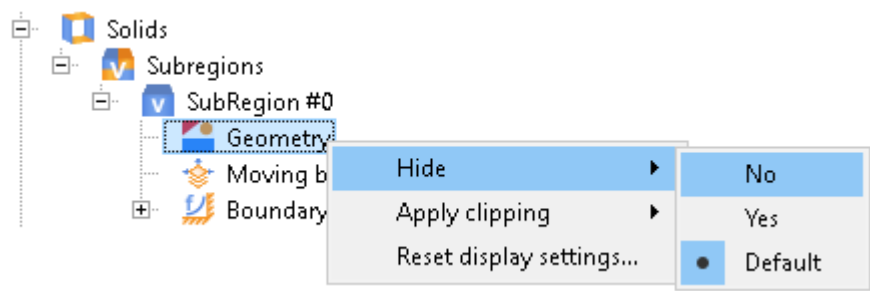 Solids
Subregions
SubRegion #0
Geometry
Moving b
Boundary
Hide
Apply clipping
Reset display settings...
No
Yes
Default